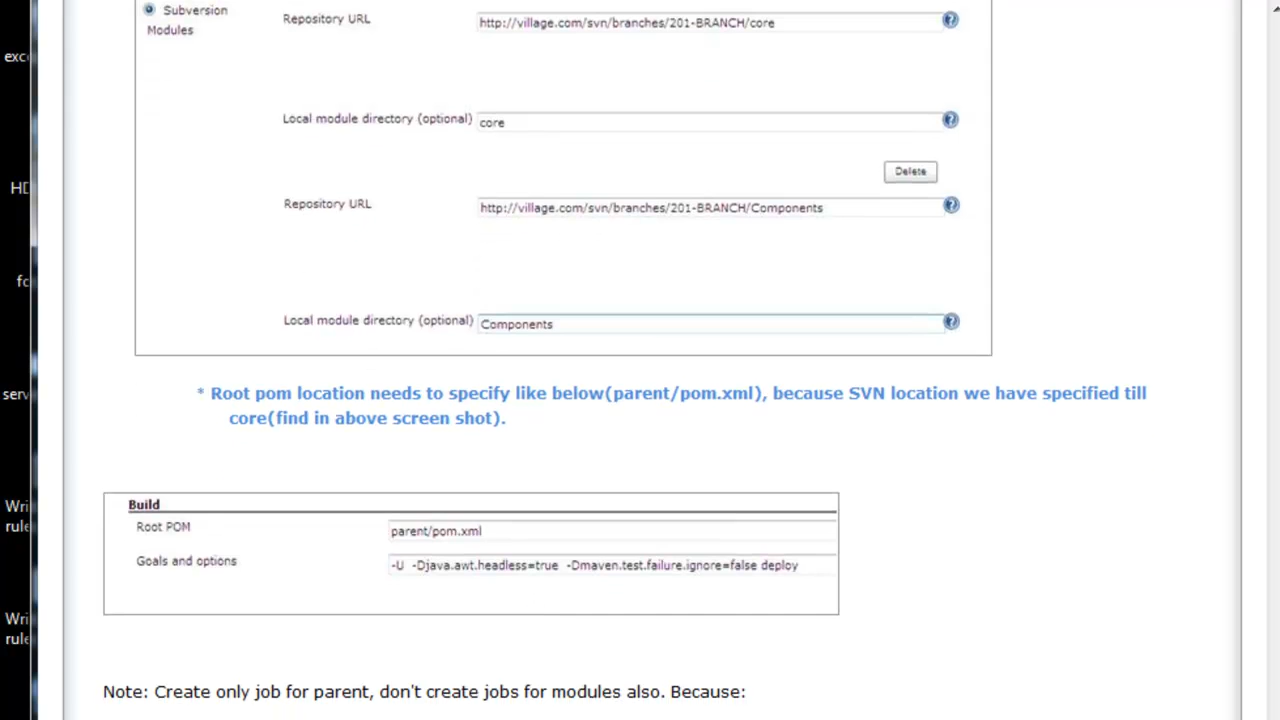 Subversion
Modules
Repository URL
http://village.com/svn/branches/201-BRANCH/core
Local module directory (optional)
core
Delete
Repository URL
http://village.com/svn/branches/201-BRANCH/Components
Local module directory (optional)
Components
* Root pom location needs to specify like below(parent/pom.xml), because SVN location we have specified till
core(find in above screen shot).
Build
Root POM
parent/pom.xml
Goals and options
-U -Djava.awt.headless=true -Dmaven.test.failure.ignore=false deploy
Note: Create only job for parent, don't create jobs for modules also. Because: